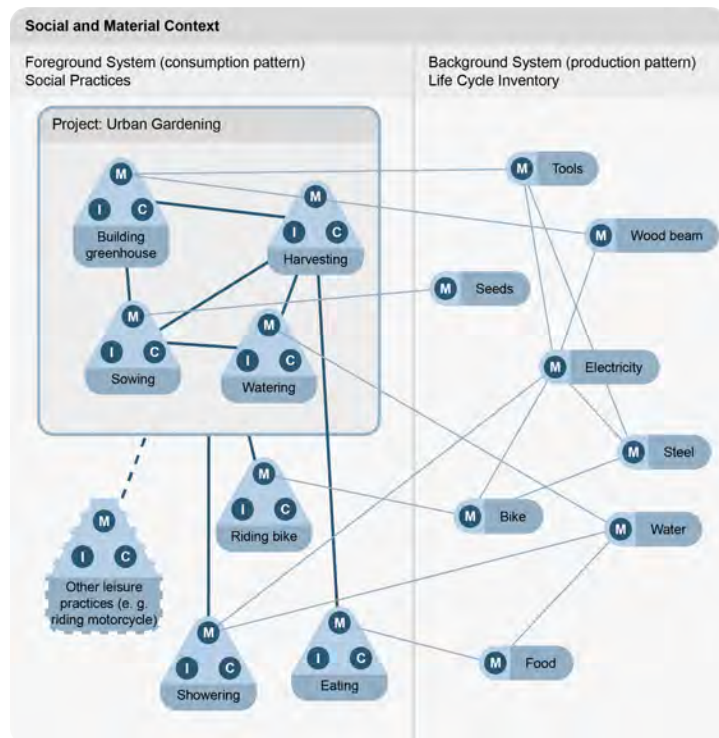 Social and Material Context
Foreground System (consumption pattern)
Social Practices
Background System (production pattern)
Life Cycle Inventory
Project: Urban Gardening
M
I C
Building
greenhouse
M
I C
Harvesting
M
I C
Sowing
M
I C
Watering
M
I C
Riding bike
M
I C
Other leisure
practices (e. g.
riding motorcycle)
M
I C
Showering
M
I C
Eating
M Tools
M Wood beam
M Seeds
M Electricity
M Steel
M Bike
M Water
M Food